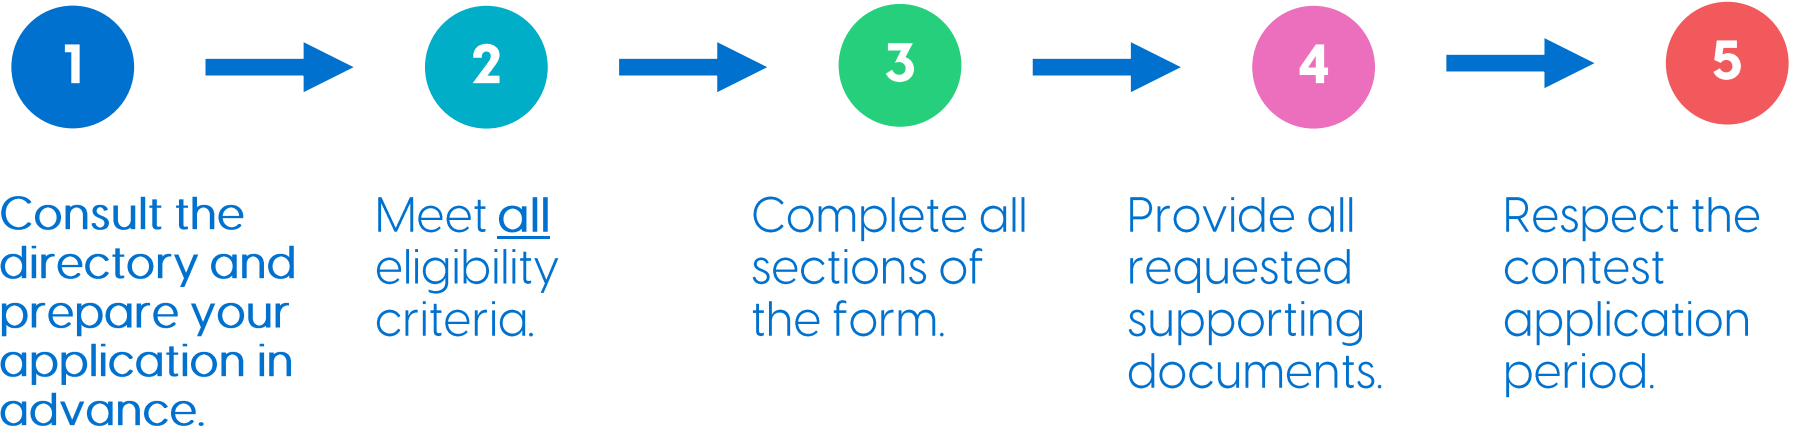 1
2
3
4
5
Consult the
directory and
prepare your
application in
advance.
Meet all
eligibility
criteria.
Complete all
sections of
the form.
Provide all
requested
supporting
documents.
Respect the
contest
application
period.